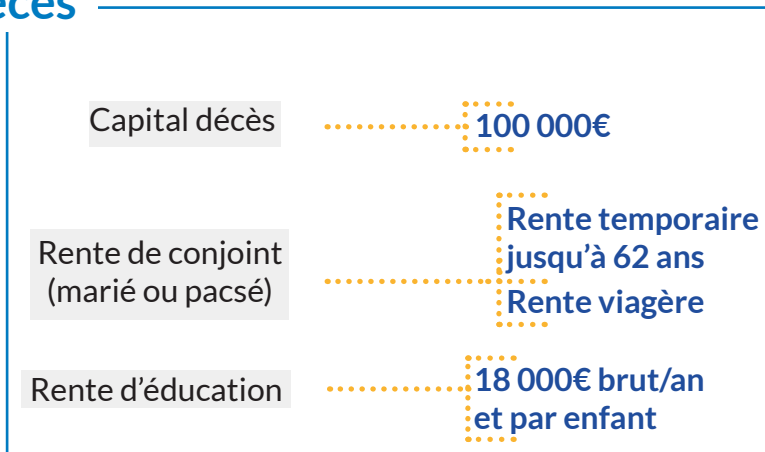 écès
Capital décès
100 000€
Rente de conjoint
(marié ou pacsé)
Rente temporaire
jusqu'à 62 ans
Rente viagère
Rente d'éducation
18 000€ brut/an
et par enfant